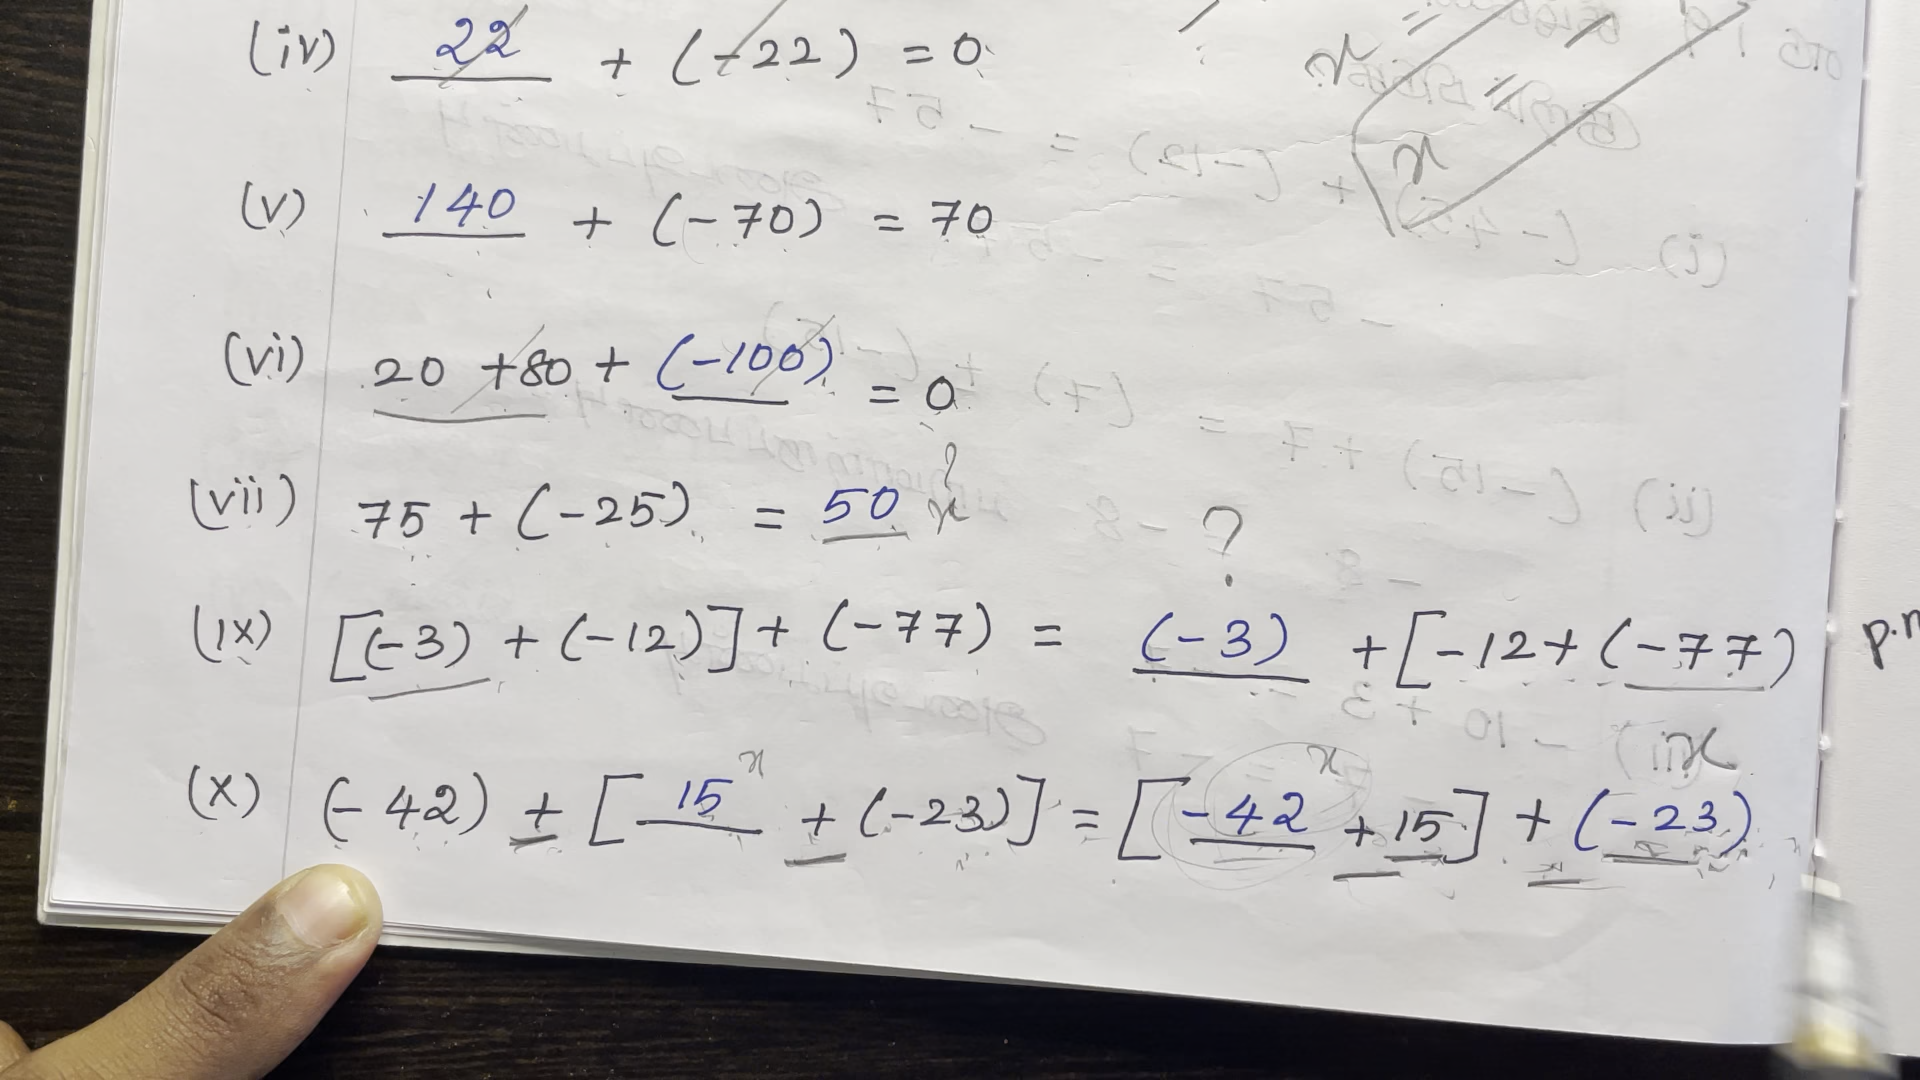 (iv) 22 + (-22) = 0
(v) 140 + (-70) = 70
(vi) 20 + 80 + (-100) = 0
(vii) 75 + (-25) = 50 x
?
(ix) [(-3) + (-12)] + (-77) = (-3) + [-12 + (-77) p.n
x x x
(x) (-42) + [ 15 + (-23)] = [ -42 + 15] + (-23)